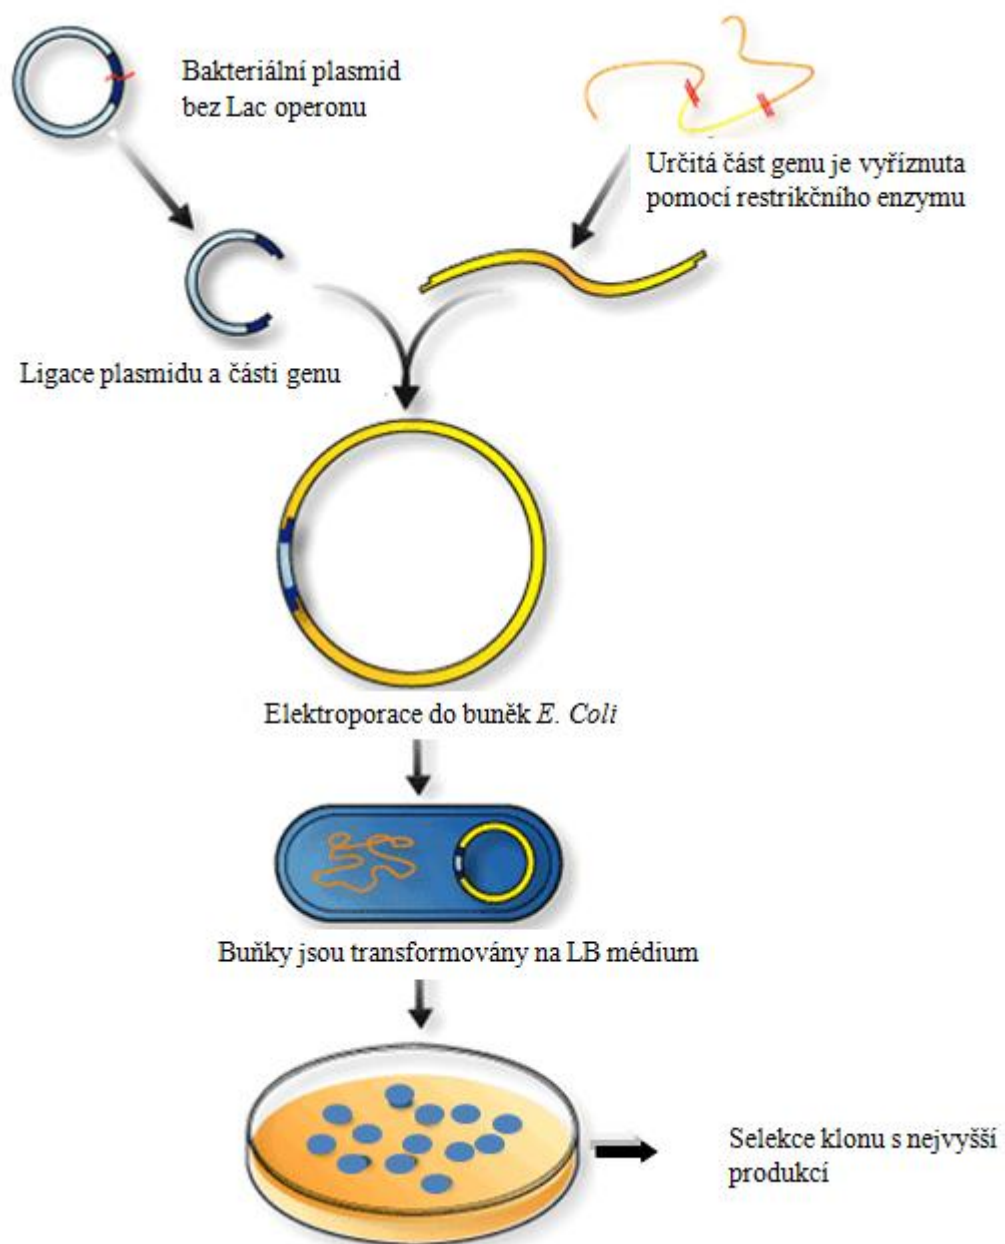 Bakteriální plasmid
bez Lac operonu
Určitá část genu je vyříznuta
pomocí restrikčního enzymu
Ligace plasmidu a části genu
Elektroporace do buněk E. Coli
Buňky jsou transformovány na LB médium
Selekce klonu s nejvyšší
produkcí